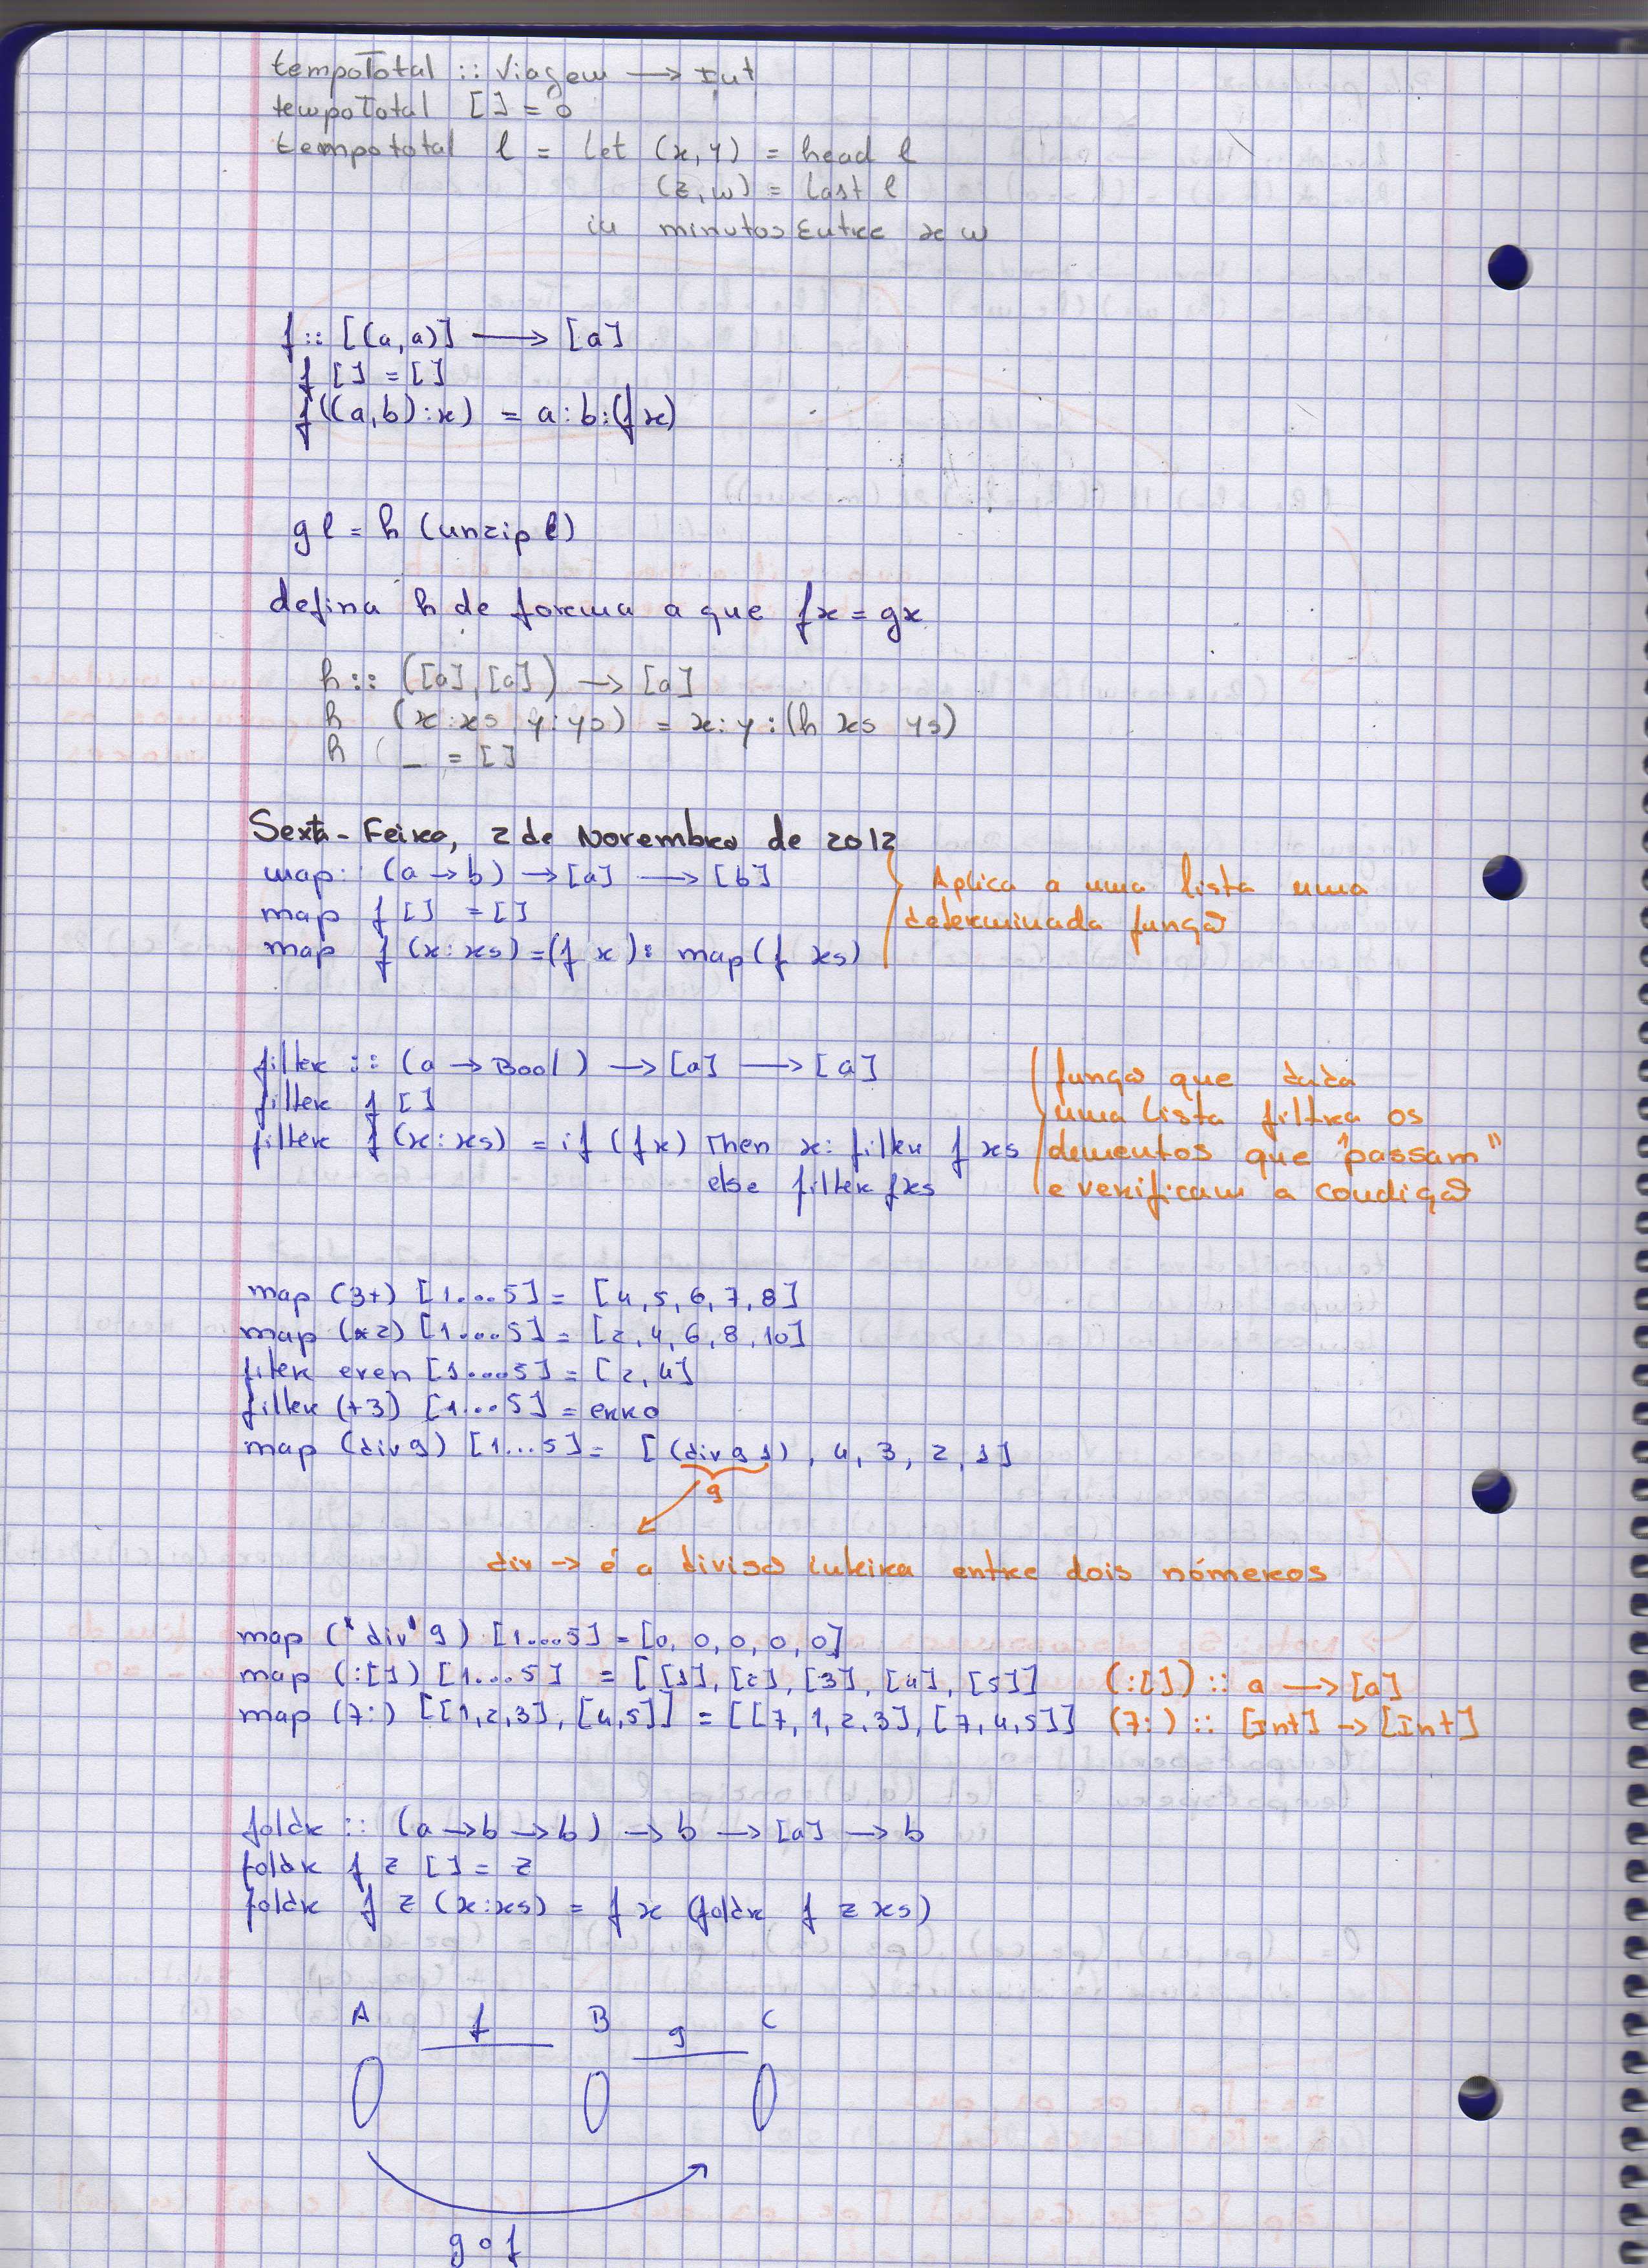 tempoTotal :: Viagem → Int
tempoTotal [] = 0
tempototal l = let (x,y) = head l
(z,w) = last l
in minutosEntre x w
f :: [(a,a)] → [a]
f [] = []
f((a,b):x) = a:b:(f x)
g l = h (unzip l)
defina h de forma a que fx = gx
h :: ([a],[a]) → [a]
h (x:xs, y:ys) = x:y:(h xs ys)
h _ = []
Sexta-Feira, 2 de Novembro de 2012
map: (a → b) → [a] → [b]
map f [] = []
map f (x:xs) = (f x): map(f xs)
Aplica a uma lista uma
determinada função
filter :: (a → Bool) → [a] → [a]
filter f []
filter f (x:xs) = if (fx) Then x: filter f xs
else filter fxs
função que dada
uma lista filtra os
elementos que "passam"
e verificam a condição
map (3+) [1...5] = [4,5,6,7,8]
map (*2) [1...5] = [2,4,6,8,10]
filter even [1...5] = [2,4]
filter (+3) [1...5] = erro
map (div 9) [1...5] = [(div 9 1), 4, 3, 2, 1]
9
div → é a divisão inteira entre dois números
map (`div` 9) [1...5] = [0, 0, 0, 0, 0]
map (:[]) [1...5] = [[1],[2],[3],[4],[5]] (:[]) :: a → [a]
map (7:) [[1,2,3],[4,5]] = [[7,1,2,3],[7,4,5]] (7:) :: [Int] → [Int]
foldr :: (a → b → b) → b → [a] → b
foldr f z [] = z
foldr f z (x:xs) = f x (foldr f z xs)
A f B g C
g o f